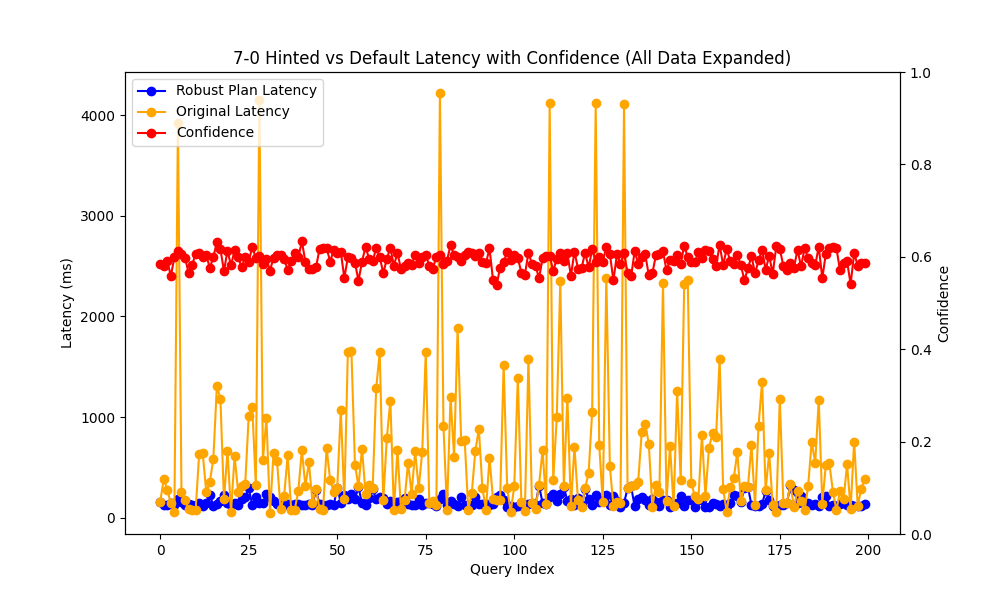 7-0 Hinted vs Default Latency with Confidence (All Data Expanded)
Robust Plan Latency
Original Latency
Confidence
Latency (ms)
4000
3000
2000
1000
0
1.0
0.8
0.6
0.4
0.2
0.0
Confidence
0 25 50 75 100 125 150 175 200
Query Index